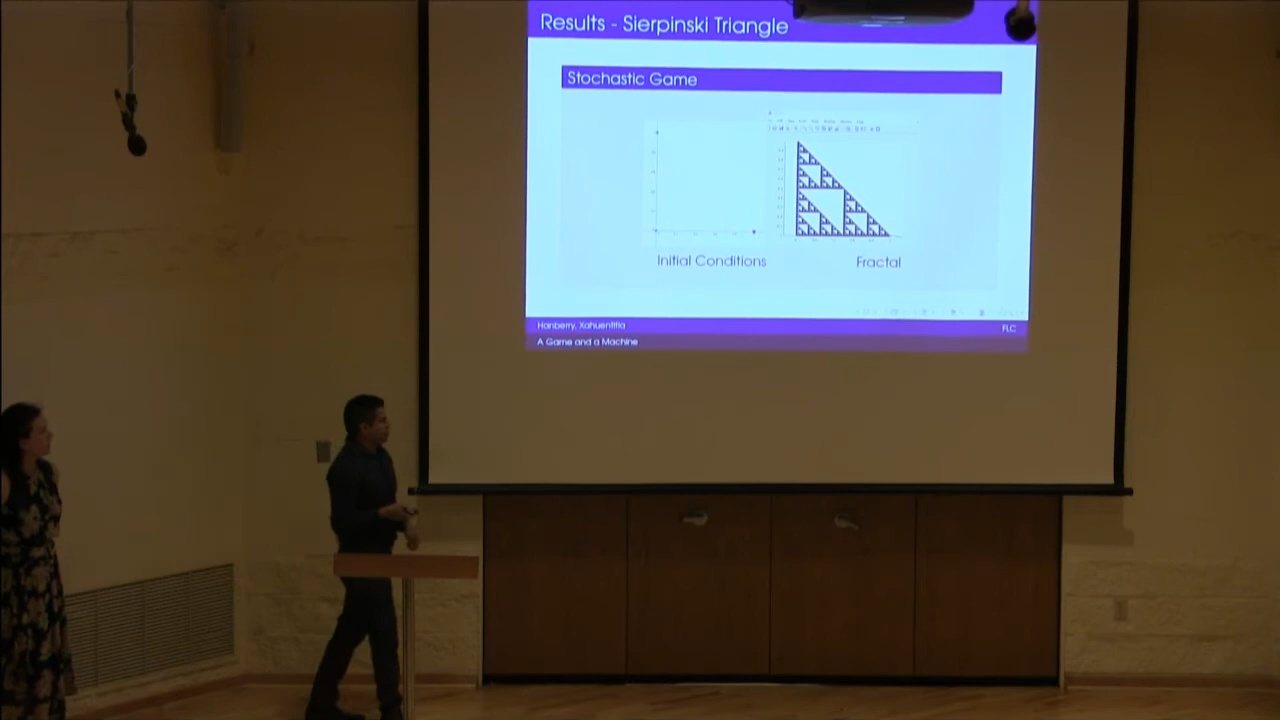 Results - Sierpinski Triangle
Stochastic Game
Initial Conditions
Fractal
Hanberry, Xahuentitla
FLC
A Game and a Machine